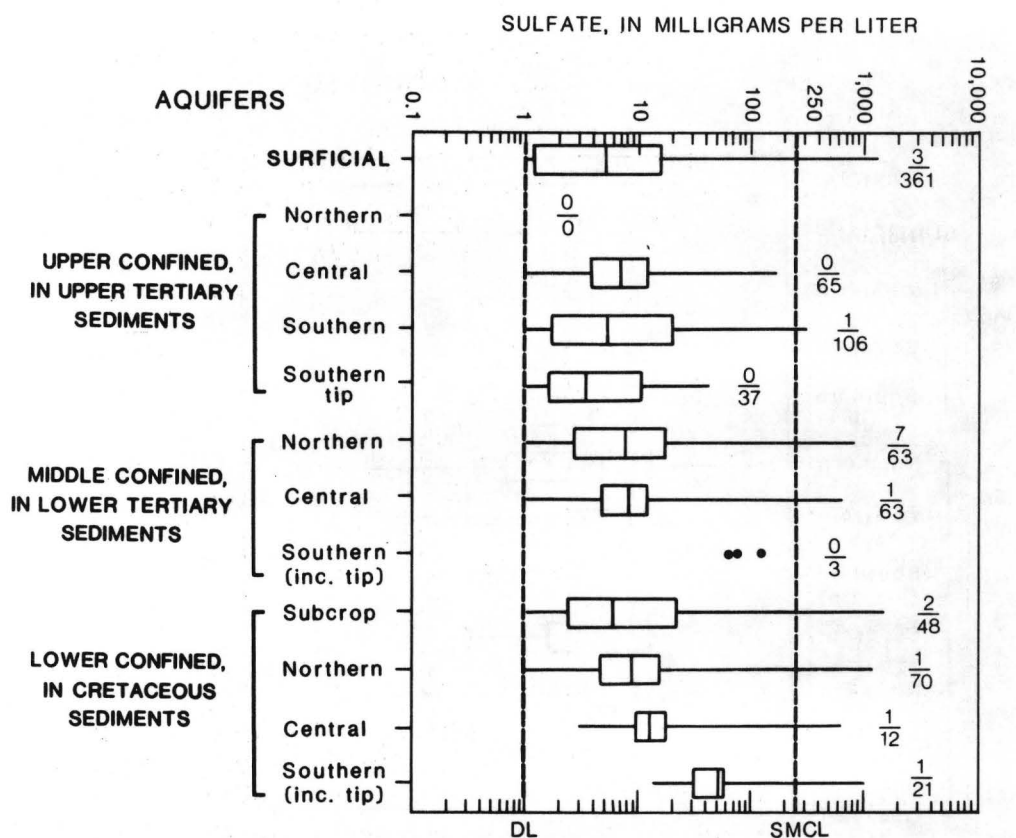 SULFATE, IN MILLIGRAMS PER LITER
AQUIFERS
0.1
1
10
100
250
1,000
10,000
SURFICIAL
3
361
UPPER CONFINED,
IN UPPER TERTIARY
SEDIMENTS
Northern
0
0
Central
0
65
Southern
1
106
Southern
tip
0
37
MIDDLE CONFINED,
IN LOWER TERTIARY
SEDIMENTS
Northern
7
63
Central
1
63
Southern
(inc. tip)
0
3
LOWER CONFINED,
IN CRETACEOUS
SEDIMENTS
Subcrop
2
48
Northern
1
70
Central
1
12
Southern
(inc. tip)
1
21
DL
SMCL